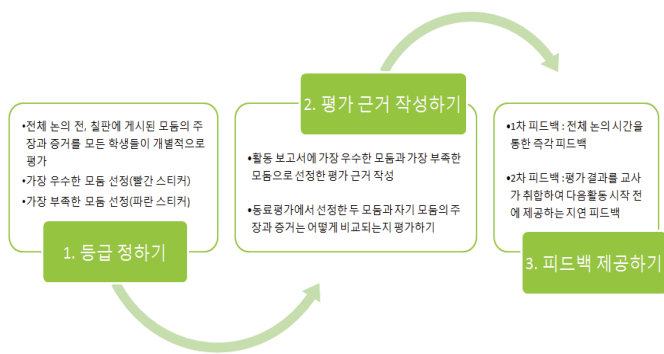 •전체 논의 전, 칠판에 게시된 모둠의 주
장과 증거를 모든 학생들이 개별적으로
평가
•가장 우수한 모둠 선정(빨간 스티커)
•가장 부족한 모둠 선정(파란 스티커)
1. 등급 정하기
2. 평가 근거 작성하기
•활동 보고서에 가장 우수한 모둠과 가장 부족한
모둠으로 선정한 평가 근거 작성
•동료평가에서 선정한 두 모둠과 자기 모둠의 주
장과 증거는 어떻게 비교되는지 평가하기
•1차 피드백 : 전체 논의 시간을
통한 즉각 피드백
•2차 피드백 : 평가 결과를 교사
가 취합하여 다음활동 시작 전
에 제공하는 지연 피드백
3. 피드백 제공하기